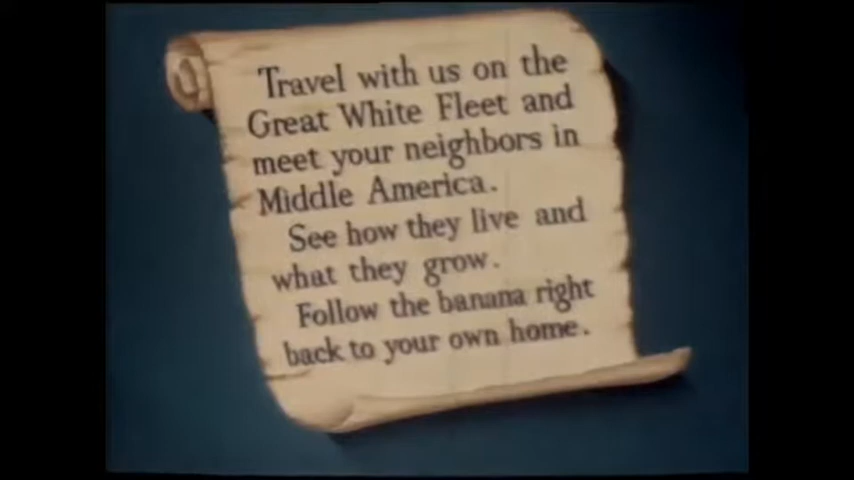 Travel with us on the
Great White Fleet and
meet your neighbors in
Middle America.
See how they live and
what they grow.
Follow the banana right
back to your own home.